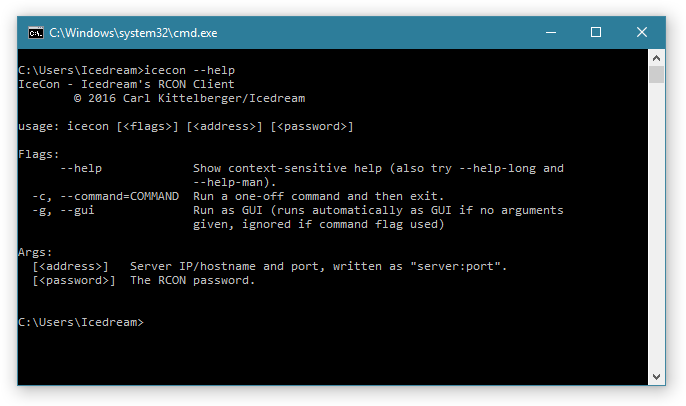 C:\Windows\system32\cmd.exe
C:\Users\Icedream>icecon --help
IceCon - Icedream's RCON Client
© 2016 Carl Kittelberger/Icedream
usage: icecon [<flags>] [<address>] [<password>]
Flags:
--help Show context-sensitive help (also try --help-long and
--help-man).
-c, --command=COMMAND Run a one-off command and then exit.
-g, --gui Run as GUI (runs automatically as GUI if no arguments
given, ignored if command flag used)
Args:
[<address>] Server IP/hostname and port, written as "server:port".
[<password>] The RCON password.
C:\Users\Icedream>